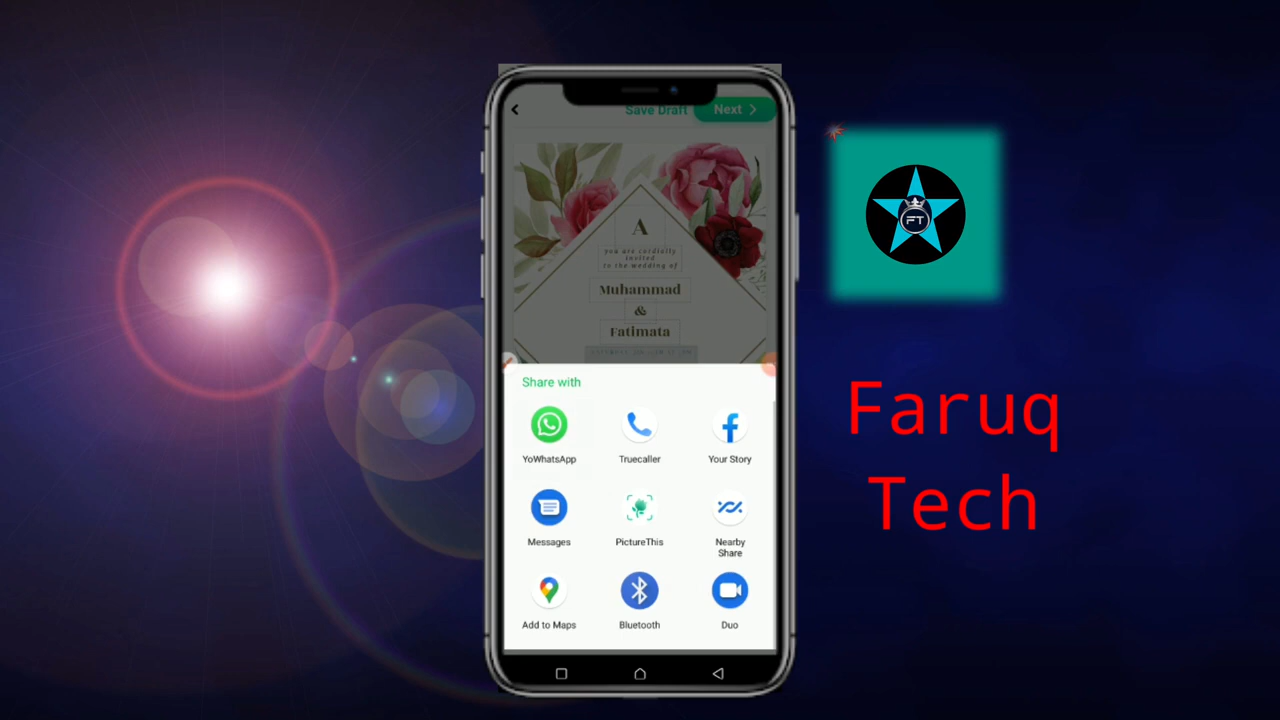 Save Draft
Next
A
you are cordially
invited
to the wedding of
Muhammad
&
Fatimata
Share with
YoWhatsApp
Truecaller
Your Story
Messages
PictureThis
Nearby
Share
Add to Maps
Bluetooth
Duo
FT
Faruq
Tech